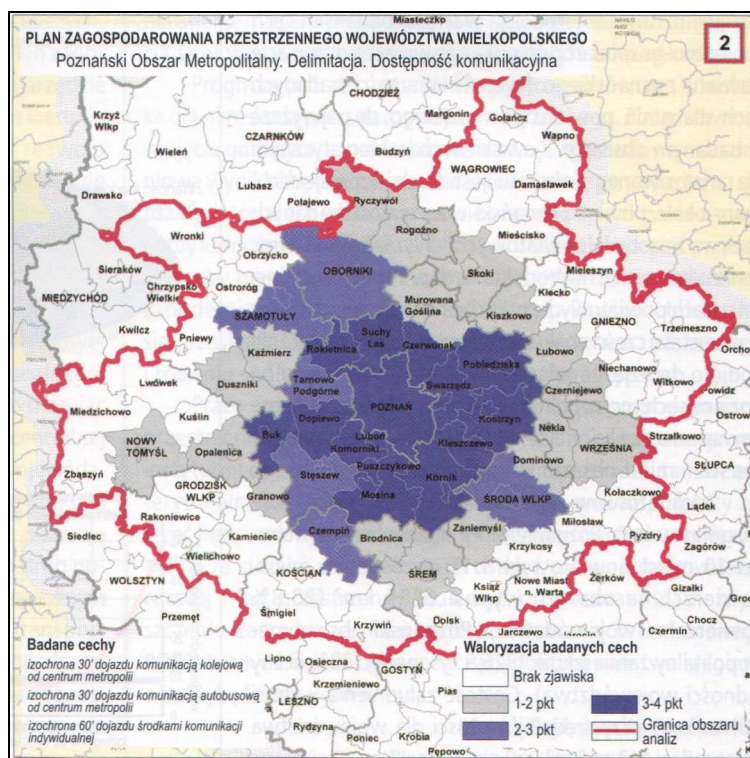 Miasteczko
PLAN ZAGOSPODAROWANIA PRZESTRZENNEGO WOJEWÓDZTWA WIELKOPOLSKIEGO
Poznański Obszar Metropolitalny. Delimitacja. Dostępność komunikacyjna
2
CHODZIEŻ
Margonin
Gołańcz
Krzyż
Wlkp
CZARNKÓW
Wapno
Wieleń
Budzyń
WĄGROWIEC
Lubasz
Damasławek
Drawsko
Połajewo
Ryczywół
Rogoźno
Mieścisko
Wronki
Obrzycko
OBORNIKI
Skoki
Mieleszyn
Sieraków
MIĘDZYCHÓD
Chrzypsko
Wielkie
Ostroróg
Murowana
Goślina
Kłecko
SZAMOTUŁY
Kiszkowo
GNIEZNO
Trzemeszno
Kwilcz
Pniewy
Suchy
Las
Rokietnica
Czerwonak
Orcho
Kaźmierz
Pobiedziska
Łubowo
Niechanowo
Lwówek
Duszniki
Tarnowo
Podgórne
Swarzędz
Czerniejewo
Witkowo
Powidz
Miedzichowo
POZNAŃ
Ostrow
Kuślin
Buk
Dopiewo
Luboń
Kostrzyn
Nekla
Strzałkowo
NOWY
TOMYŚL
Opalenica
Komorniki
Kleszczewo
WRZEŚNIA
Dominowo
SŁUPCA
Zbąszyń
GRODZISK
WLKP
Stęszew
Puszczykowo
Kórnik
Granowo
Mosina
ŚRODA WLKP
Kołaczkowo
Lądek
Rakoniewice
Miłosław
Siedlec
Kamieniec
Czempiń
Brodnica
Zaniemyśl
Pyzdry
Zagórów
Wielichowo
Krzykosy
WOLSZTYN
KOŚCIAN
ŚREM
Książ
Wlkp
Nowe Miast
n. Warta
Żerków
Gizałki
Przemęt
Śmigiel
Dolsk
Chocz
Krzywiń
Jarczewo
Czermin
Lipno
Osieczna
GOSTYŃ
Krzemieniewo
Pias
LESZNO
Rydzyna
Poniec
Krobia
Pępowo
Badane cechy
izochrona 30' dojazdu komunikacją kolejową
od centrum metropolii
izochrona 30' dojazdu komunikacją autobusową
od centrum metropolii
izochrona 60' dojazdu środkami komunikacji
indywidualnej
Waloryzacja badanych cech
Brak zjawiska
1-2 pkt
2-3 pkt
3-4 pkt
Granica obszaru
analiz